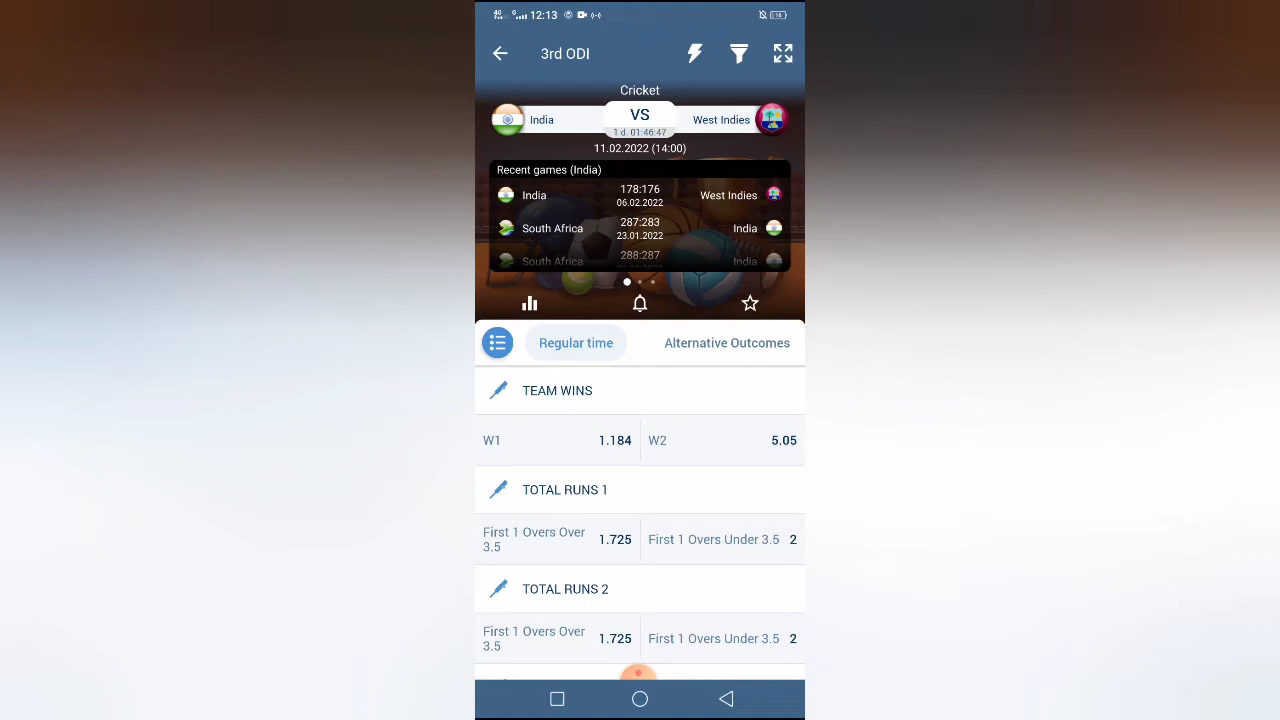 4G G 12:13 16
3rd ODI
Cricket
India VS West Indies
1 d. 01:46:47
11.02.2022 (14:00)
Recent games (India)
India 178:176 West Indies
06.02.2022
South Africa 287:283 India
23.01.2022
South Africa 288:287 India
Regular time Alternative Outcomes
TEAM WINS
W1 1.184 W2 5.05
TOTAL RUNS 1
First 1 Overs Over
3.5 1.725 First 1 Overs Under 3.5 2
TOTAL RUNS 2
First 1 Overs Over
3.5 1.725 First 1 Overs Under 3.5 2